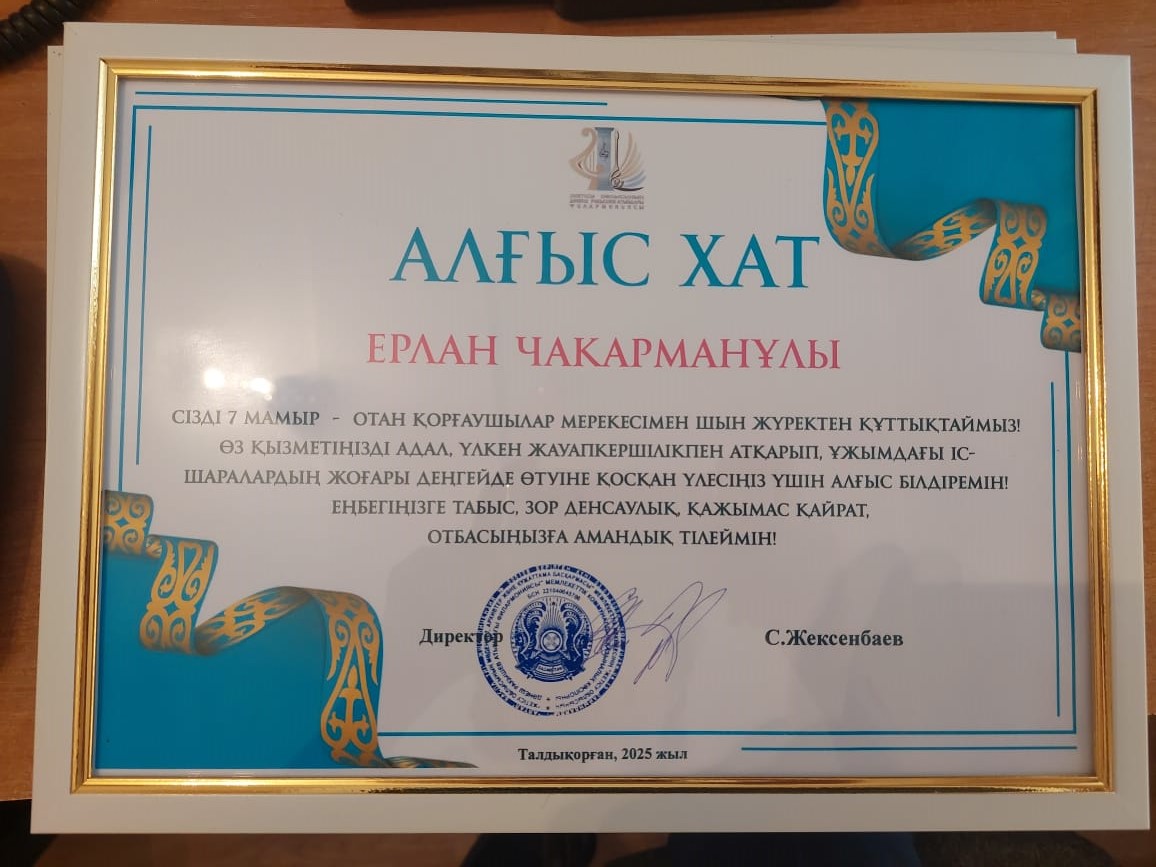 АЛҒЫС ХАТ
ЕРЛАН ЧАКАРМАНҰЛЫ
СІЗДІ 7 МАМЫР - ОТАН ҚОРҒАУШЫЛАР МЕРЕКЕСІМЕН ШЫН ЖҮРЕКТЕН ҚҰТТЫҚТАЙМЫЗ!
ӨЗ ҚЫЗМЕТІҢІЗДІ АДАЛ, ҮЛКЕН ЖАУАПКЕРШІЛІКПЕН АТҚАРЫП, ҰЖЫМДАҒЫ ІС-
ШАРАЛАРДЫҢ ЖОҒАРЫ ДЕҢГЕЙДЕ ӨТУІНЕ ҚОСҚАН ҮЛЕСІҢІЗ ҮШІН АЛҒЫС БІЛДІРЕМІН!
ЕҢБЕГІҢІЗГЕ ТАБЫС, ЗОР ДЕНСАУЛЫҚ, ҚАЖЫМАС ҚАЙРАТ,
ОТБАСЫҢЫЗҒА АМАНДЫҚ ТІЛЕЙМІН!
Директор
С.Жексенбаев
Талдықорған, 2025 жыл